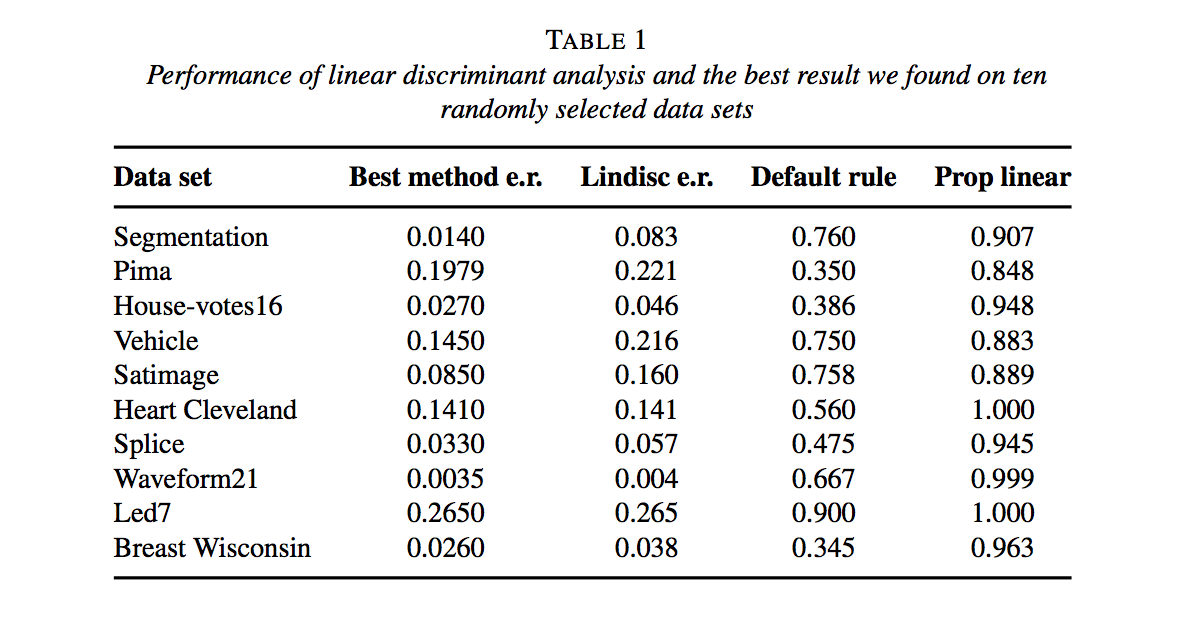 TABLE 1
Performance of linear discriminant analysis and the best result we found on ten
randomly selected data sets
Data set Best method e.r. Lindisc e.r. Default rule Prop linear
Segmentation 0.0140 0.083 0.760 0.907
Pima 0.1979 0.221 0.350 0.848
House-votes16 0.0270 0.046 0.386 0.948
Vehicle 0.1450 0.216 0.750 0.883
Satimage 0.0850 0.160 0.758 0.889
Heart Cleveland 0.1410 0.141 0.560 1.000
Splice 0.0330 0.057 0.475 0.945
Waveform21 0.0035 0.004 0.667 0.999
Led7 0.2650 0.265 0.900 1.000
Breast Wisconsin 0.0260 0.038 0.345 0.963